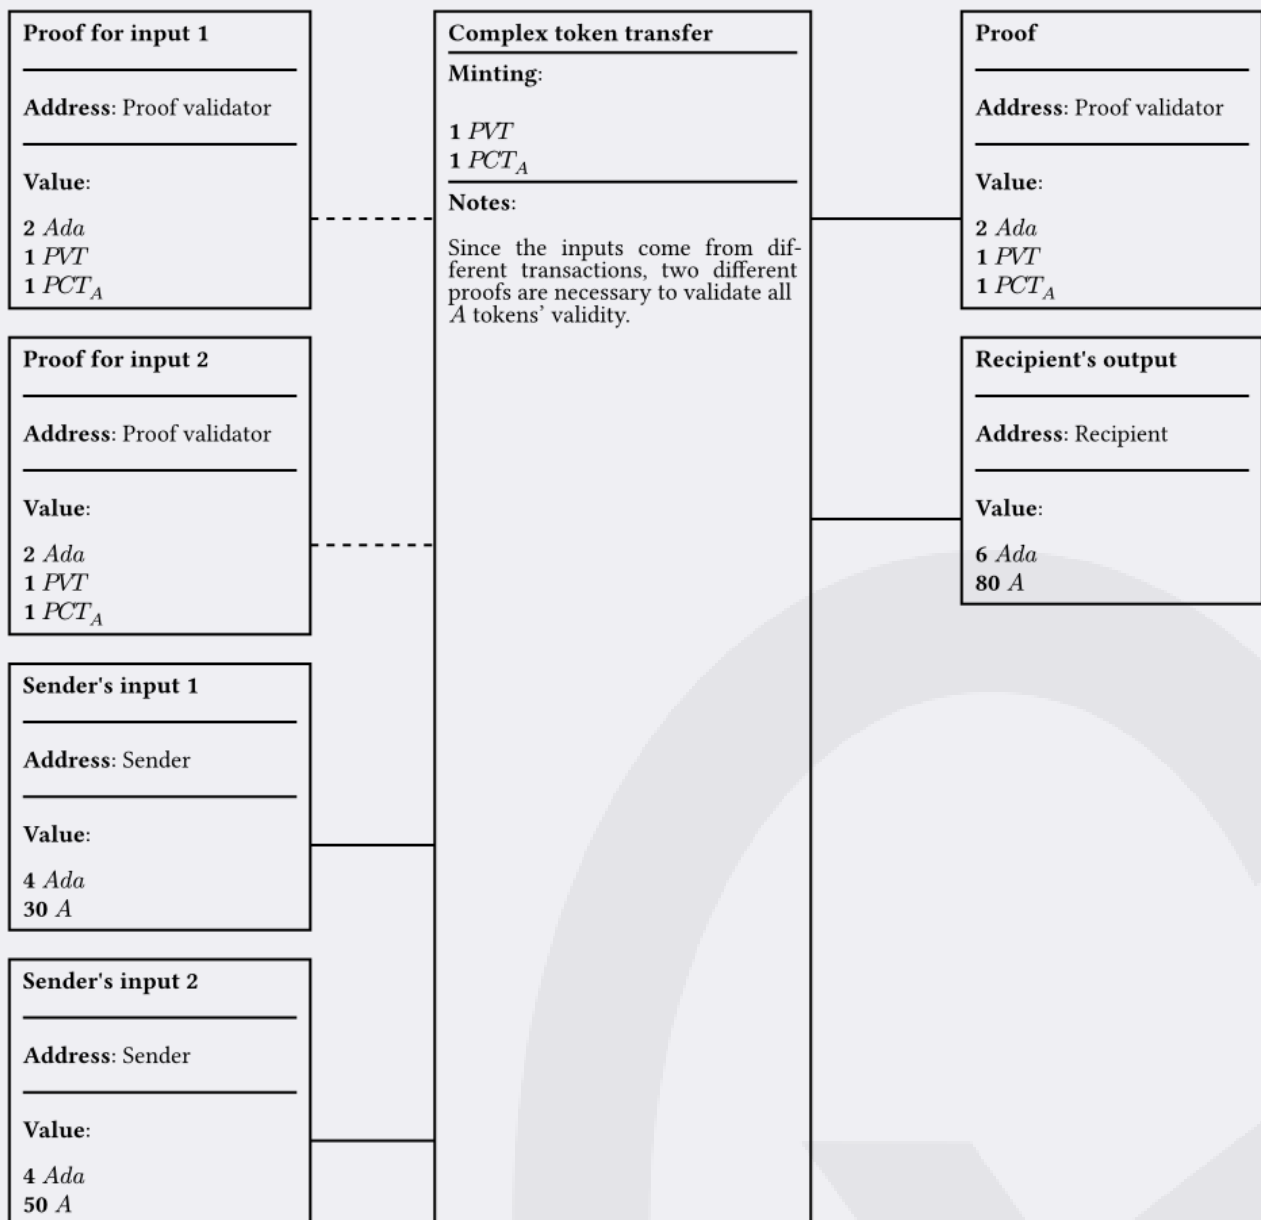 Proof for input 1
Address: Proof validator
Value:
2 Ada
1 PVT
1 PCT_A
Proof for input 2
Address: Proof validator
Value:
2 Ada
1 PVT
1 PCT_A
Sender's input 1
Address: Sender
Value:
4 Ada
30 A
Sender's input 2
Address: Sender
Value:
4 Ada
50 A
Complex token transfer
Minting:
1 PVT
1 PCT_A
Notes:
Since the inputs come from dif-
ferent transactions, two different
proofs are necessary to validate all
A tokens’ validity.
Proof
Address: Proof validator
Value:
2 Ada
1 PVT
1 PCT_A
Recipient's output
Address: Recipient
Value:
6 Ada
80 A